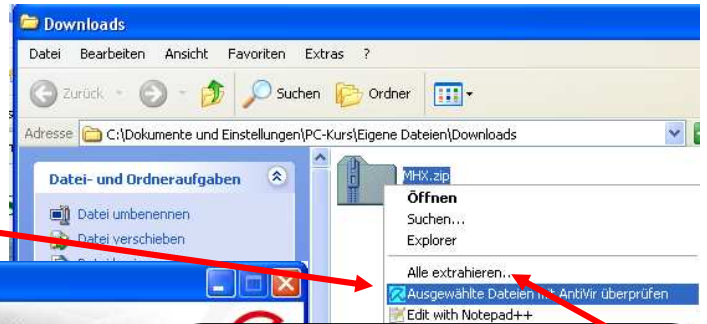 Downloads
Datei Bearbeiten Ansicht Favoriten Extras ?
Zurück Suchen Ordner
Adresse C:\Dokumente und Einstellungen\PC-Kurs\Eigene Dateien\Downloads
Datei- und Ordneraufgaben
Datei umbenennen
Datei verschieben
MHX.zip
Öffnen
Suchen...
Explorer
Alle extrahieren...
Ausgewählte Dateien mit AntiVir überprüfen
Edit with Notepad++